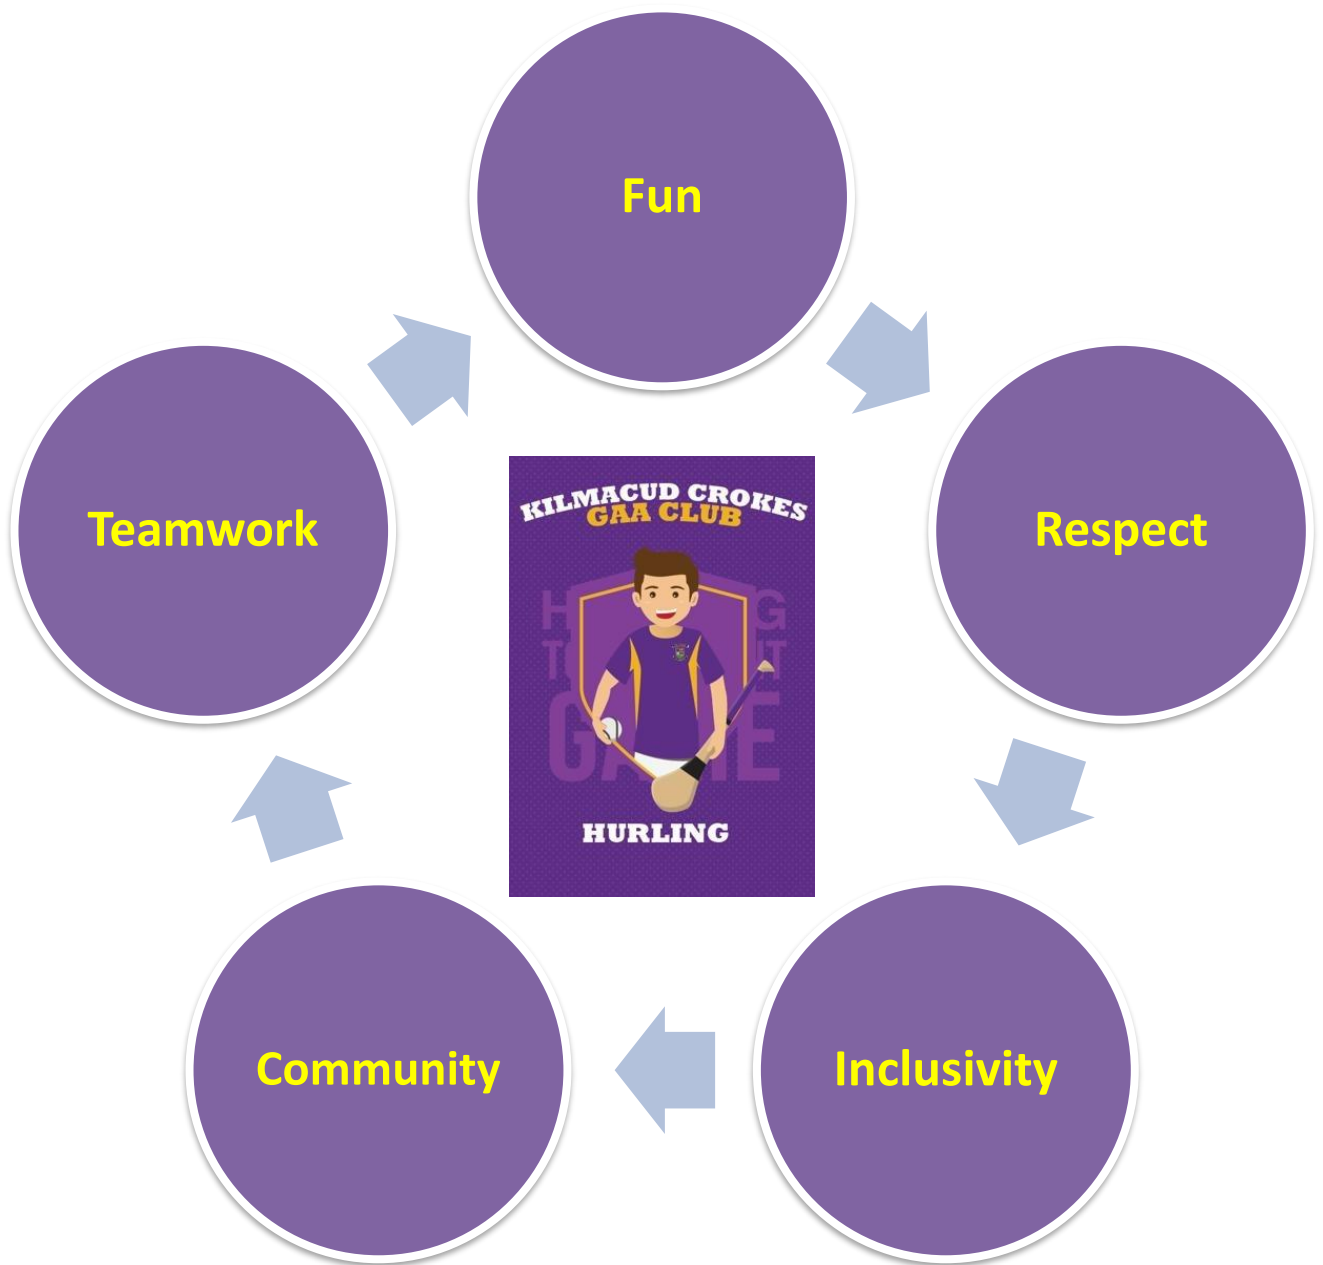 Fun
Teamwork
Respect
KILMACUD CROKES
GAA CLUB
HURLING
Community
Inclusivity